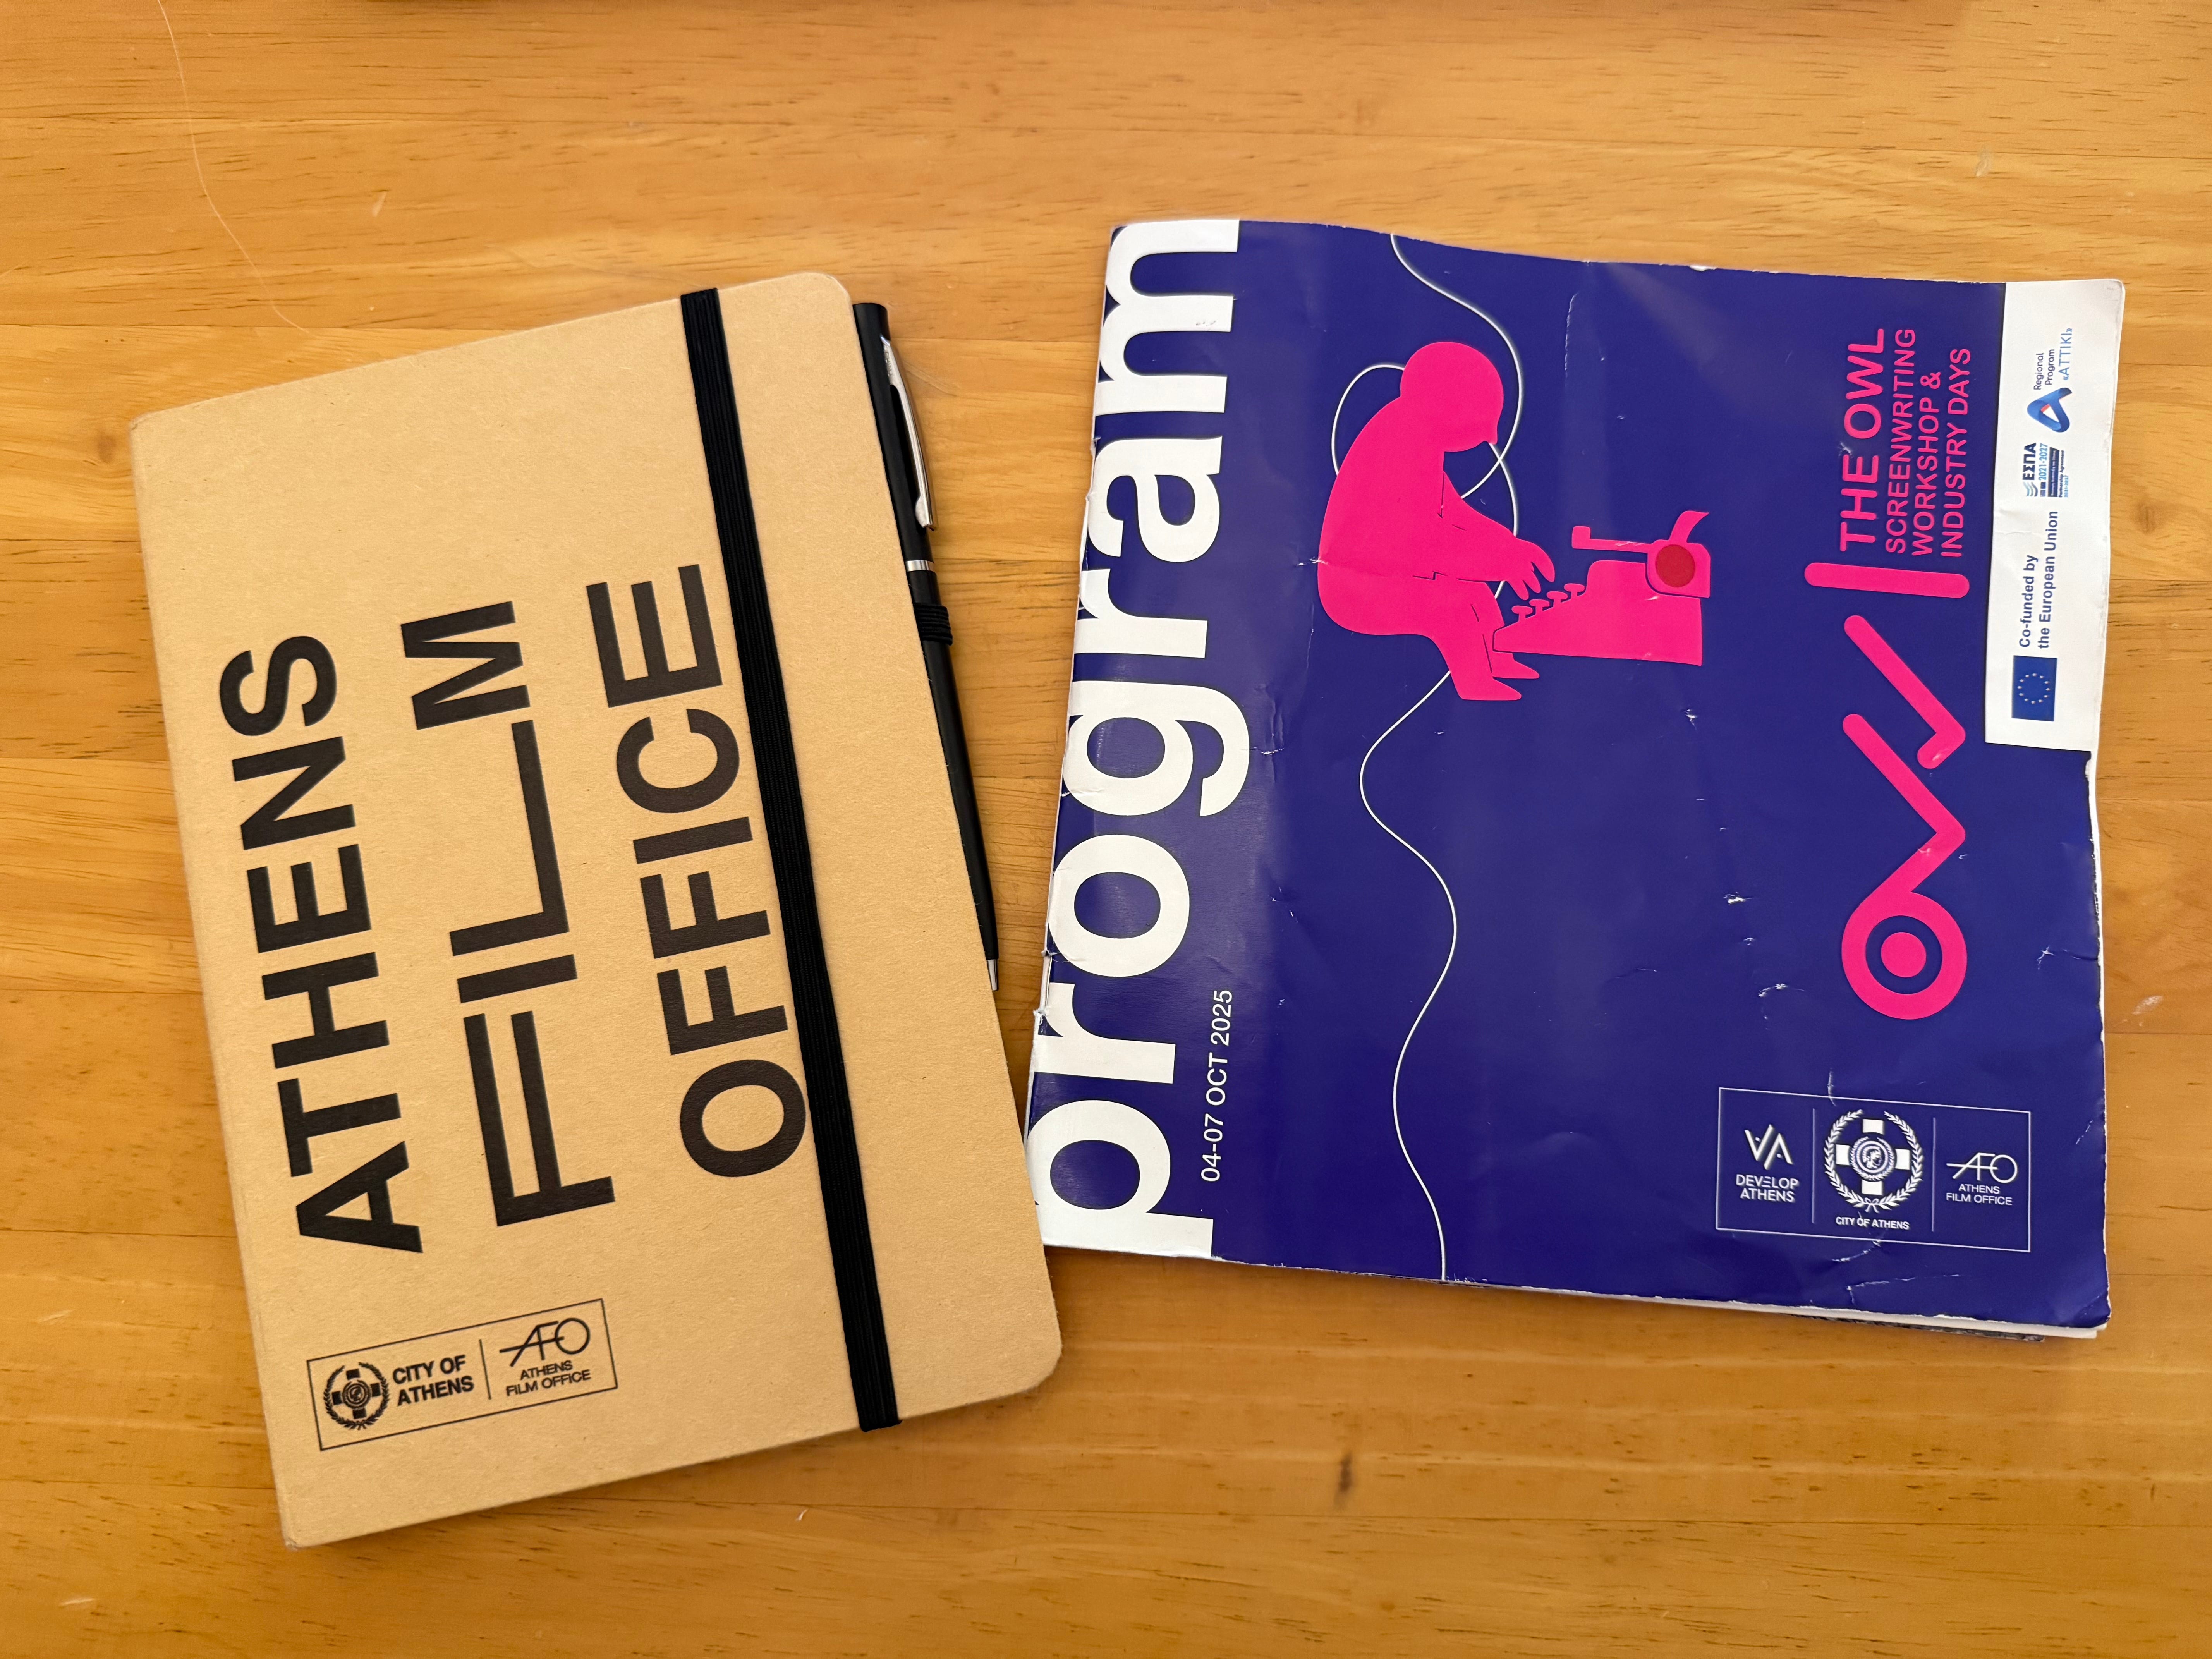 ATHENS
FILM
OFFICE
CITY OF
ATHENS
AFO
ATHENS
FILM OFFICE
program
04-07 OCT 2025
OWL
THE OWL
SCREENWRITING
WORKSHOP &
INDUSTRY DAYS
DEVELOP
ATHENS
CITY OF ATHENS
AFO
ATHENS
FILM OFFICE
Co-funded by
the European Union
ΕΣΠΑ
2021-2027
Regional
Program
«ATTIKI»